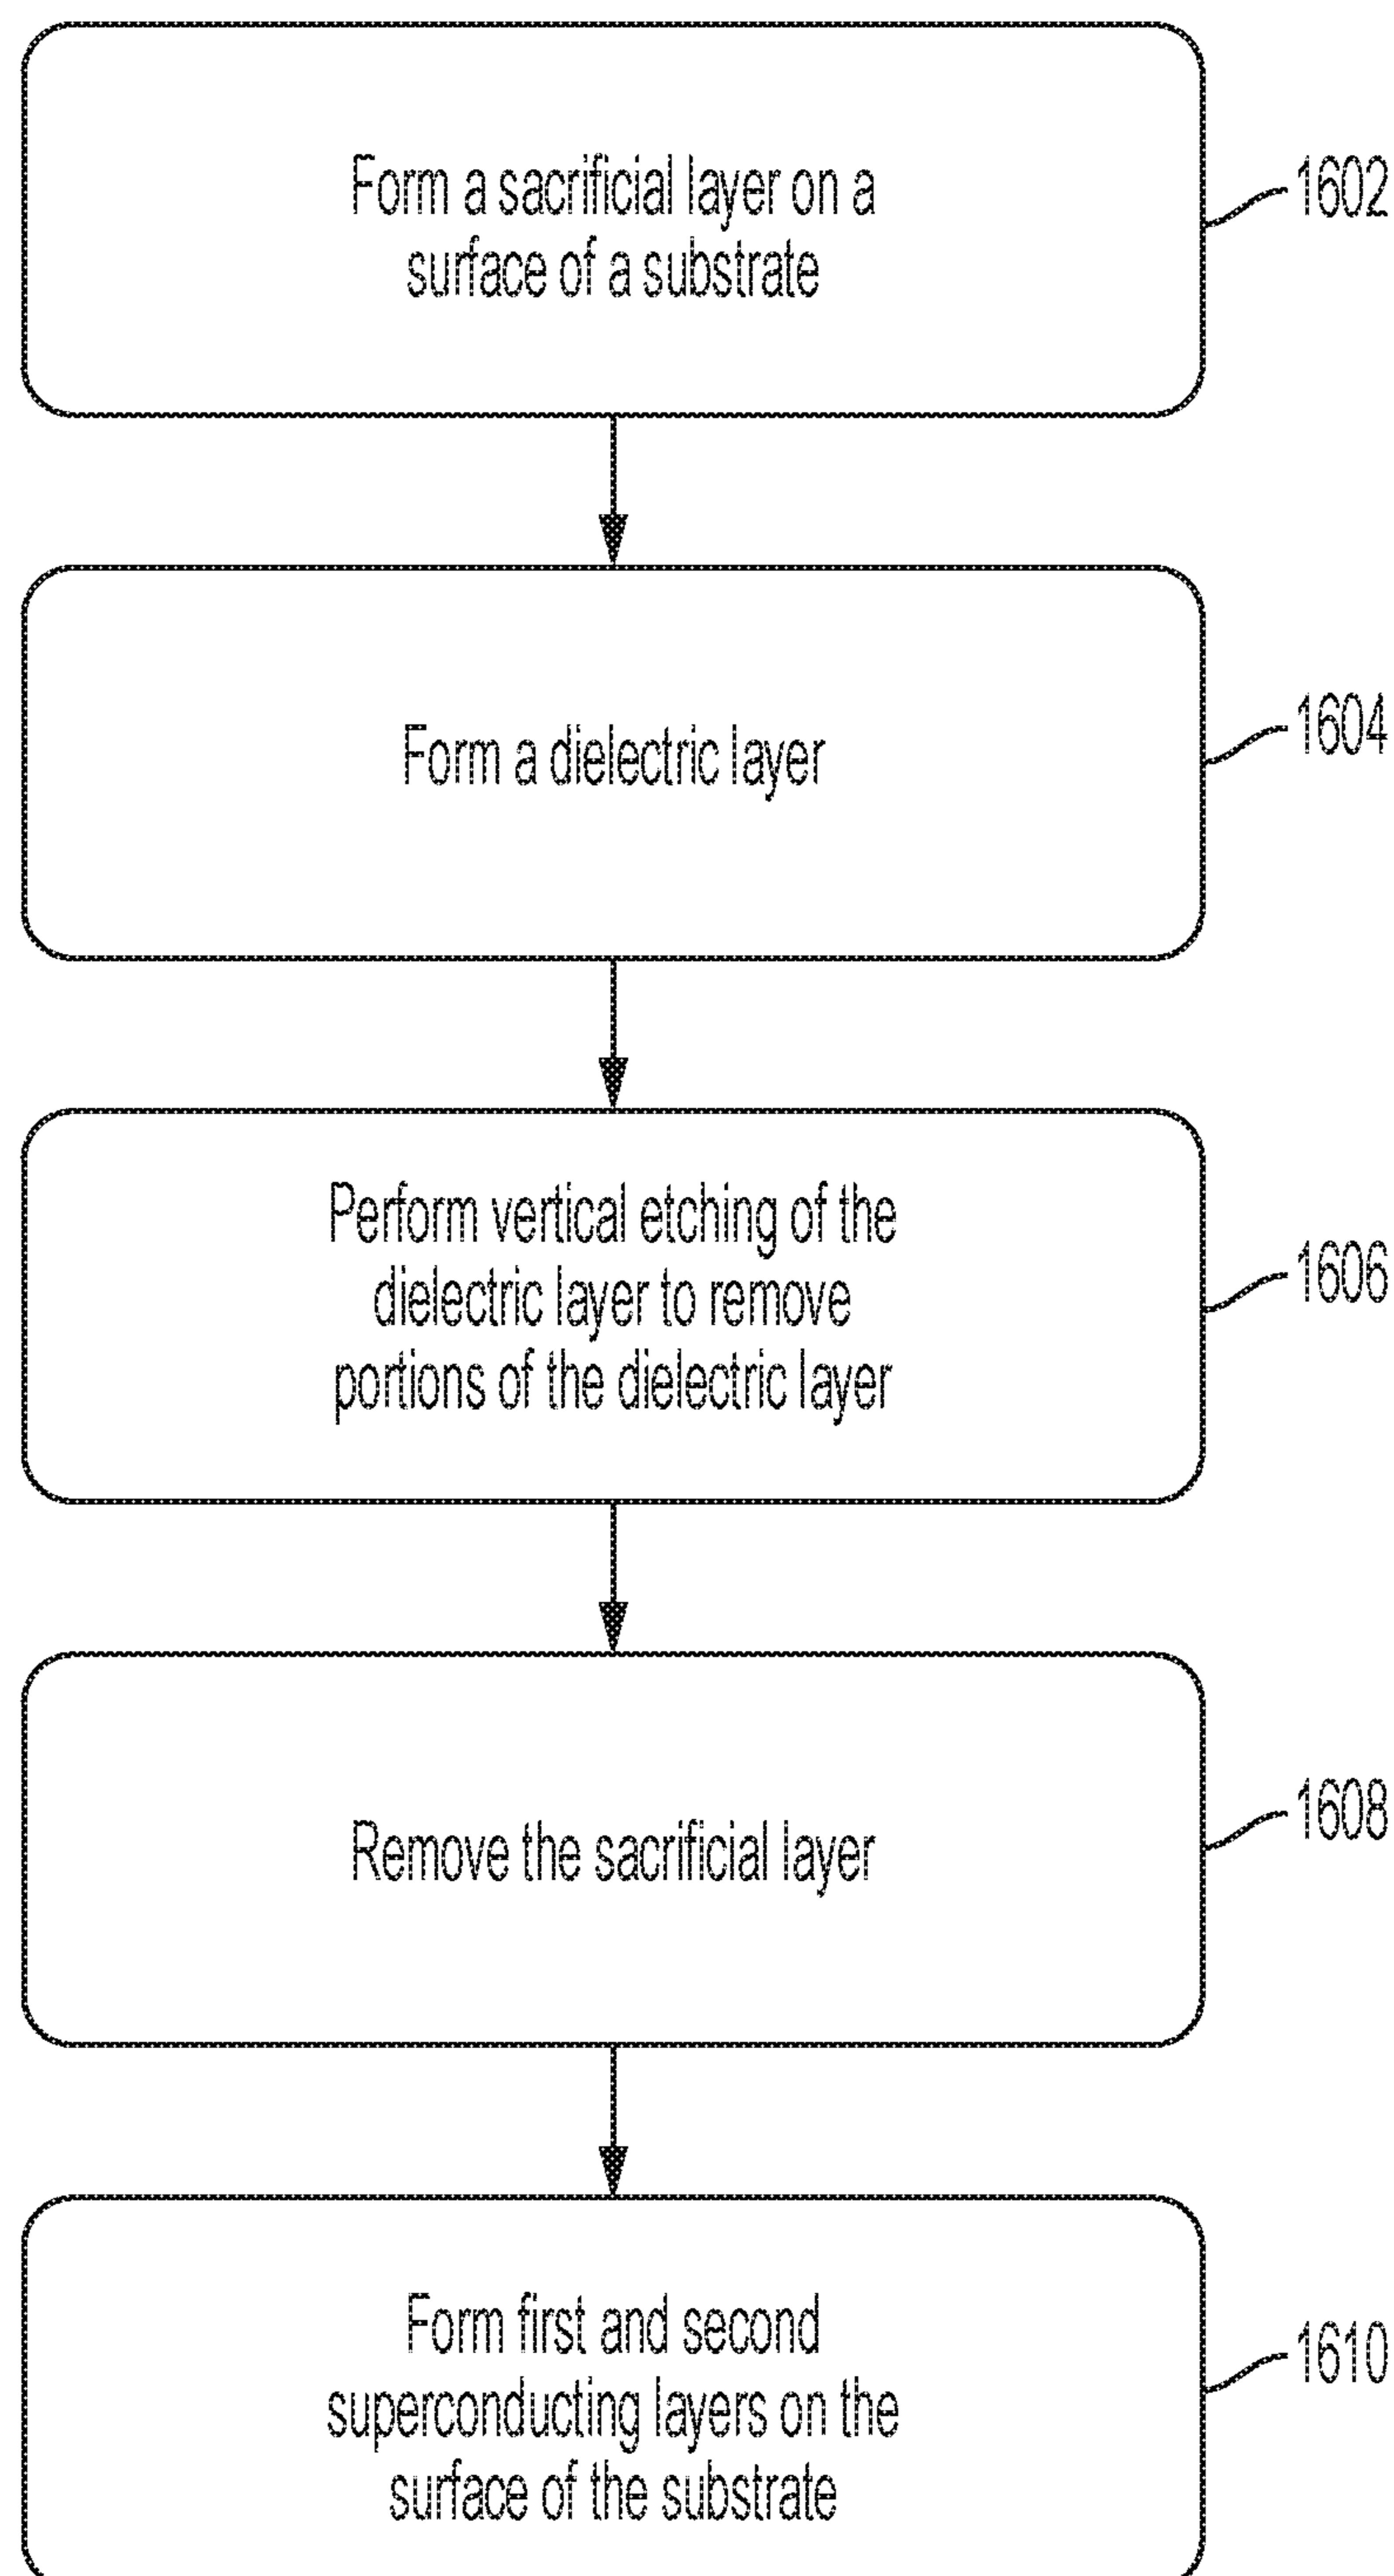 Form a sacrificial layer on a
surface of a substrate
1602
Form a dielectric layer
1604
Perform vertical etching of the
dielectric layer to remove
portions of the dielectric layer
1606
Remove the sacrificial layer
1608
Form first and second
superconducting layers on the
surface of the substrate
1610